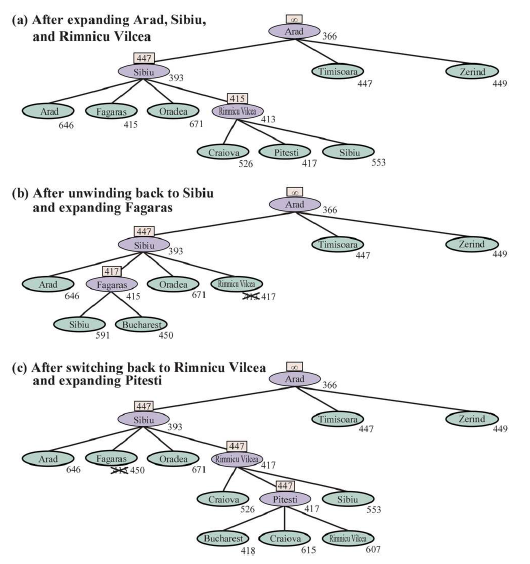 (a) After expanding Arad, Sibiu,
and Rimnicu Vilcea
∞
Arad
366
447
Sibiu
393
Timisoara
447
Zerind
449
Arad
646
Fagaras
415
Oradea
671
415
Rimnicu Vilcea
413
Craiova
526
Pitesti
417
Sibiu
553
(b) After unwinding back to Sibiu
and expanding Fagaras
∞
Arad
366
447
Sibiu
393
Timisoara
447
Zerind
449
Arad
646
417
Fagaras
415
Oradea
671
Rimnicu Vilcea
413 417
Sibiu
591
Bucharest
450
(c) After switching back to Rimnicu Vilcea
and expanding Pitesti
∞
Arad
366
447
Sibiu
393
Timisoara
447
Zerind
449
Arad
646
Fagaras
450
Oradea
671
447
Rimnicu Vilcea
417
Craiova
526
447
Pitesti
417
Sibiu
553
Bucharest
418
Craiova
615
Rimnicu Vilcea
607